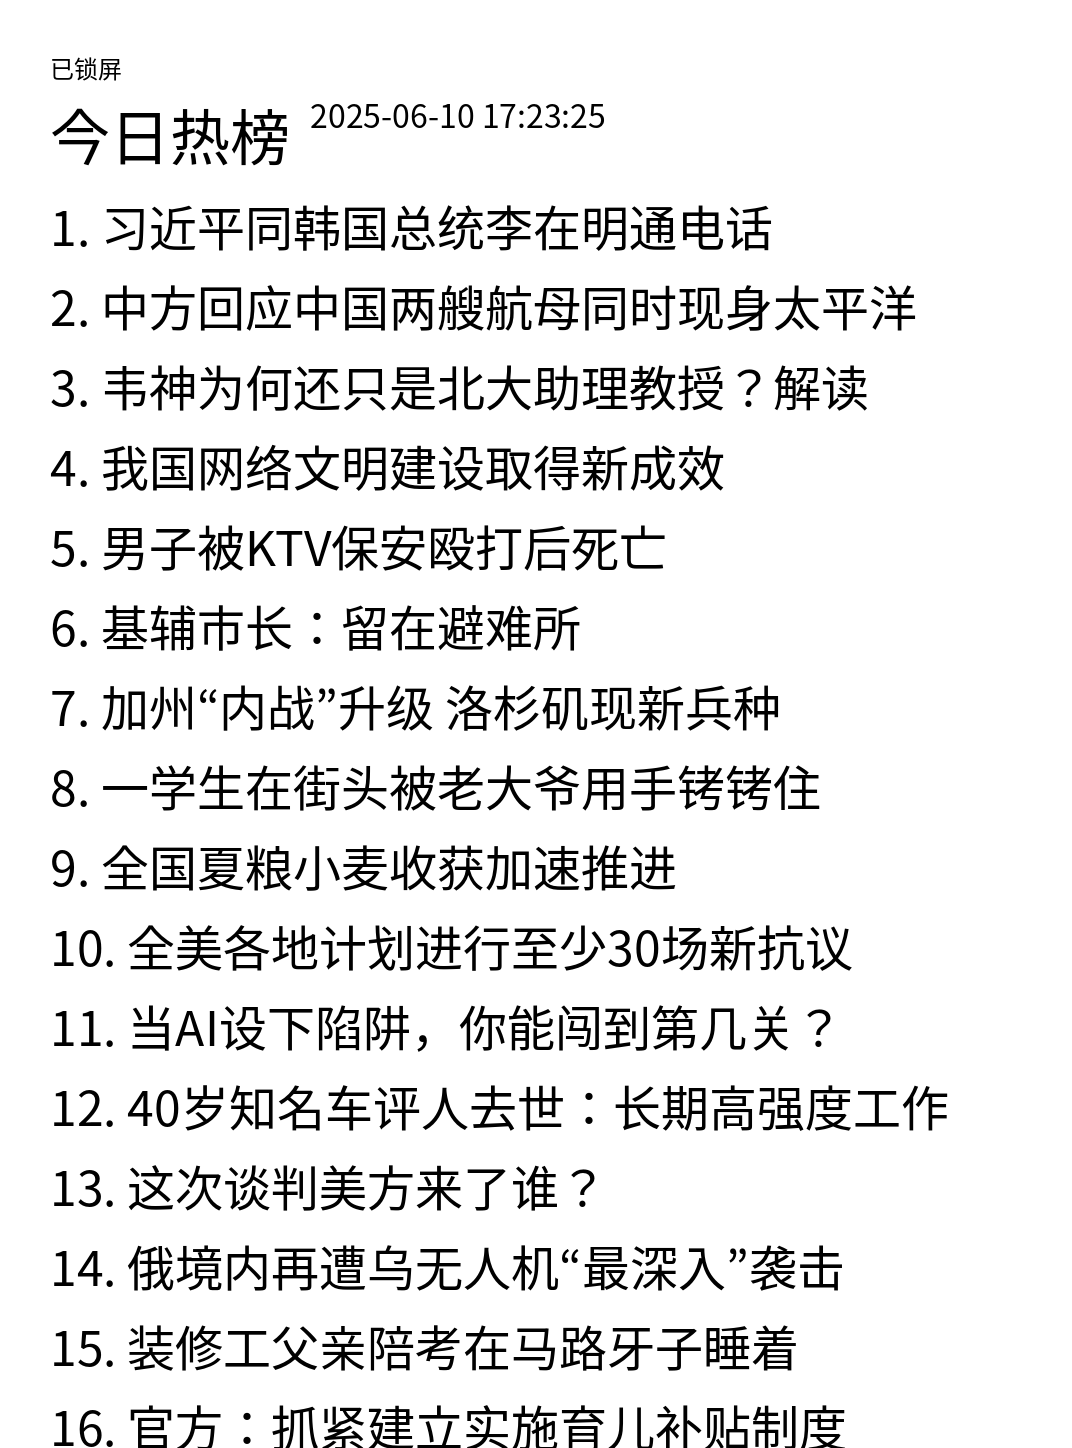 已锁屏
今日热榜 2025-06-10 17:23:25
1. 习近平同韩国总统李在明通电话
2. 中方回应中国两艘航母同时现身太平洋
3. 韦神为何还只是北大助理教授？解读
4. 我国网络文明建设取得新成效
5. 男子被KTV保安殴打后死亡
6. 基辅市长：留在避难所
7. 加州“内战”升级 洛杉矶现新兵种
8. 一学生在街头被老大爷用手铐铐住
9. 全国夏粮小麦收获加速推进
10. 全美各地计划进行至少30场新抗议
11. 当AI设下陷阱，你能闯到第几关？
12. 40岁知名车评人去世：长期高强度工作
13. 这次谈判美方来了谁？
14. 俄境内再遭乌无人机“最深入”袭击
15. 装修工父亲陪考在马路牙子睡着
16. 官方：抓紧建立实施育儿补贴制度